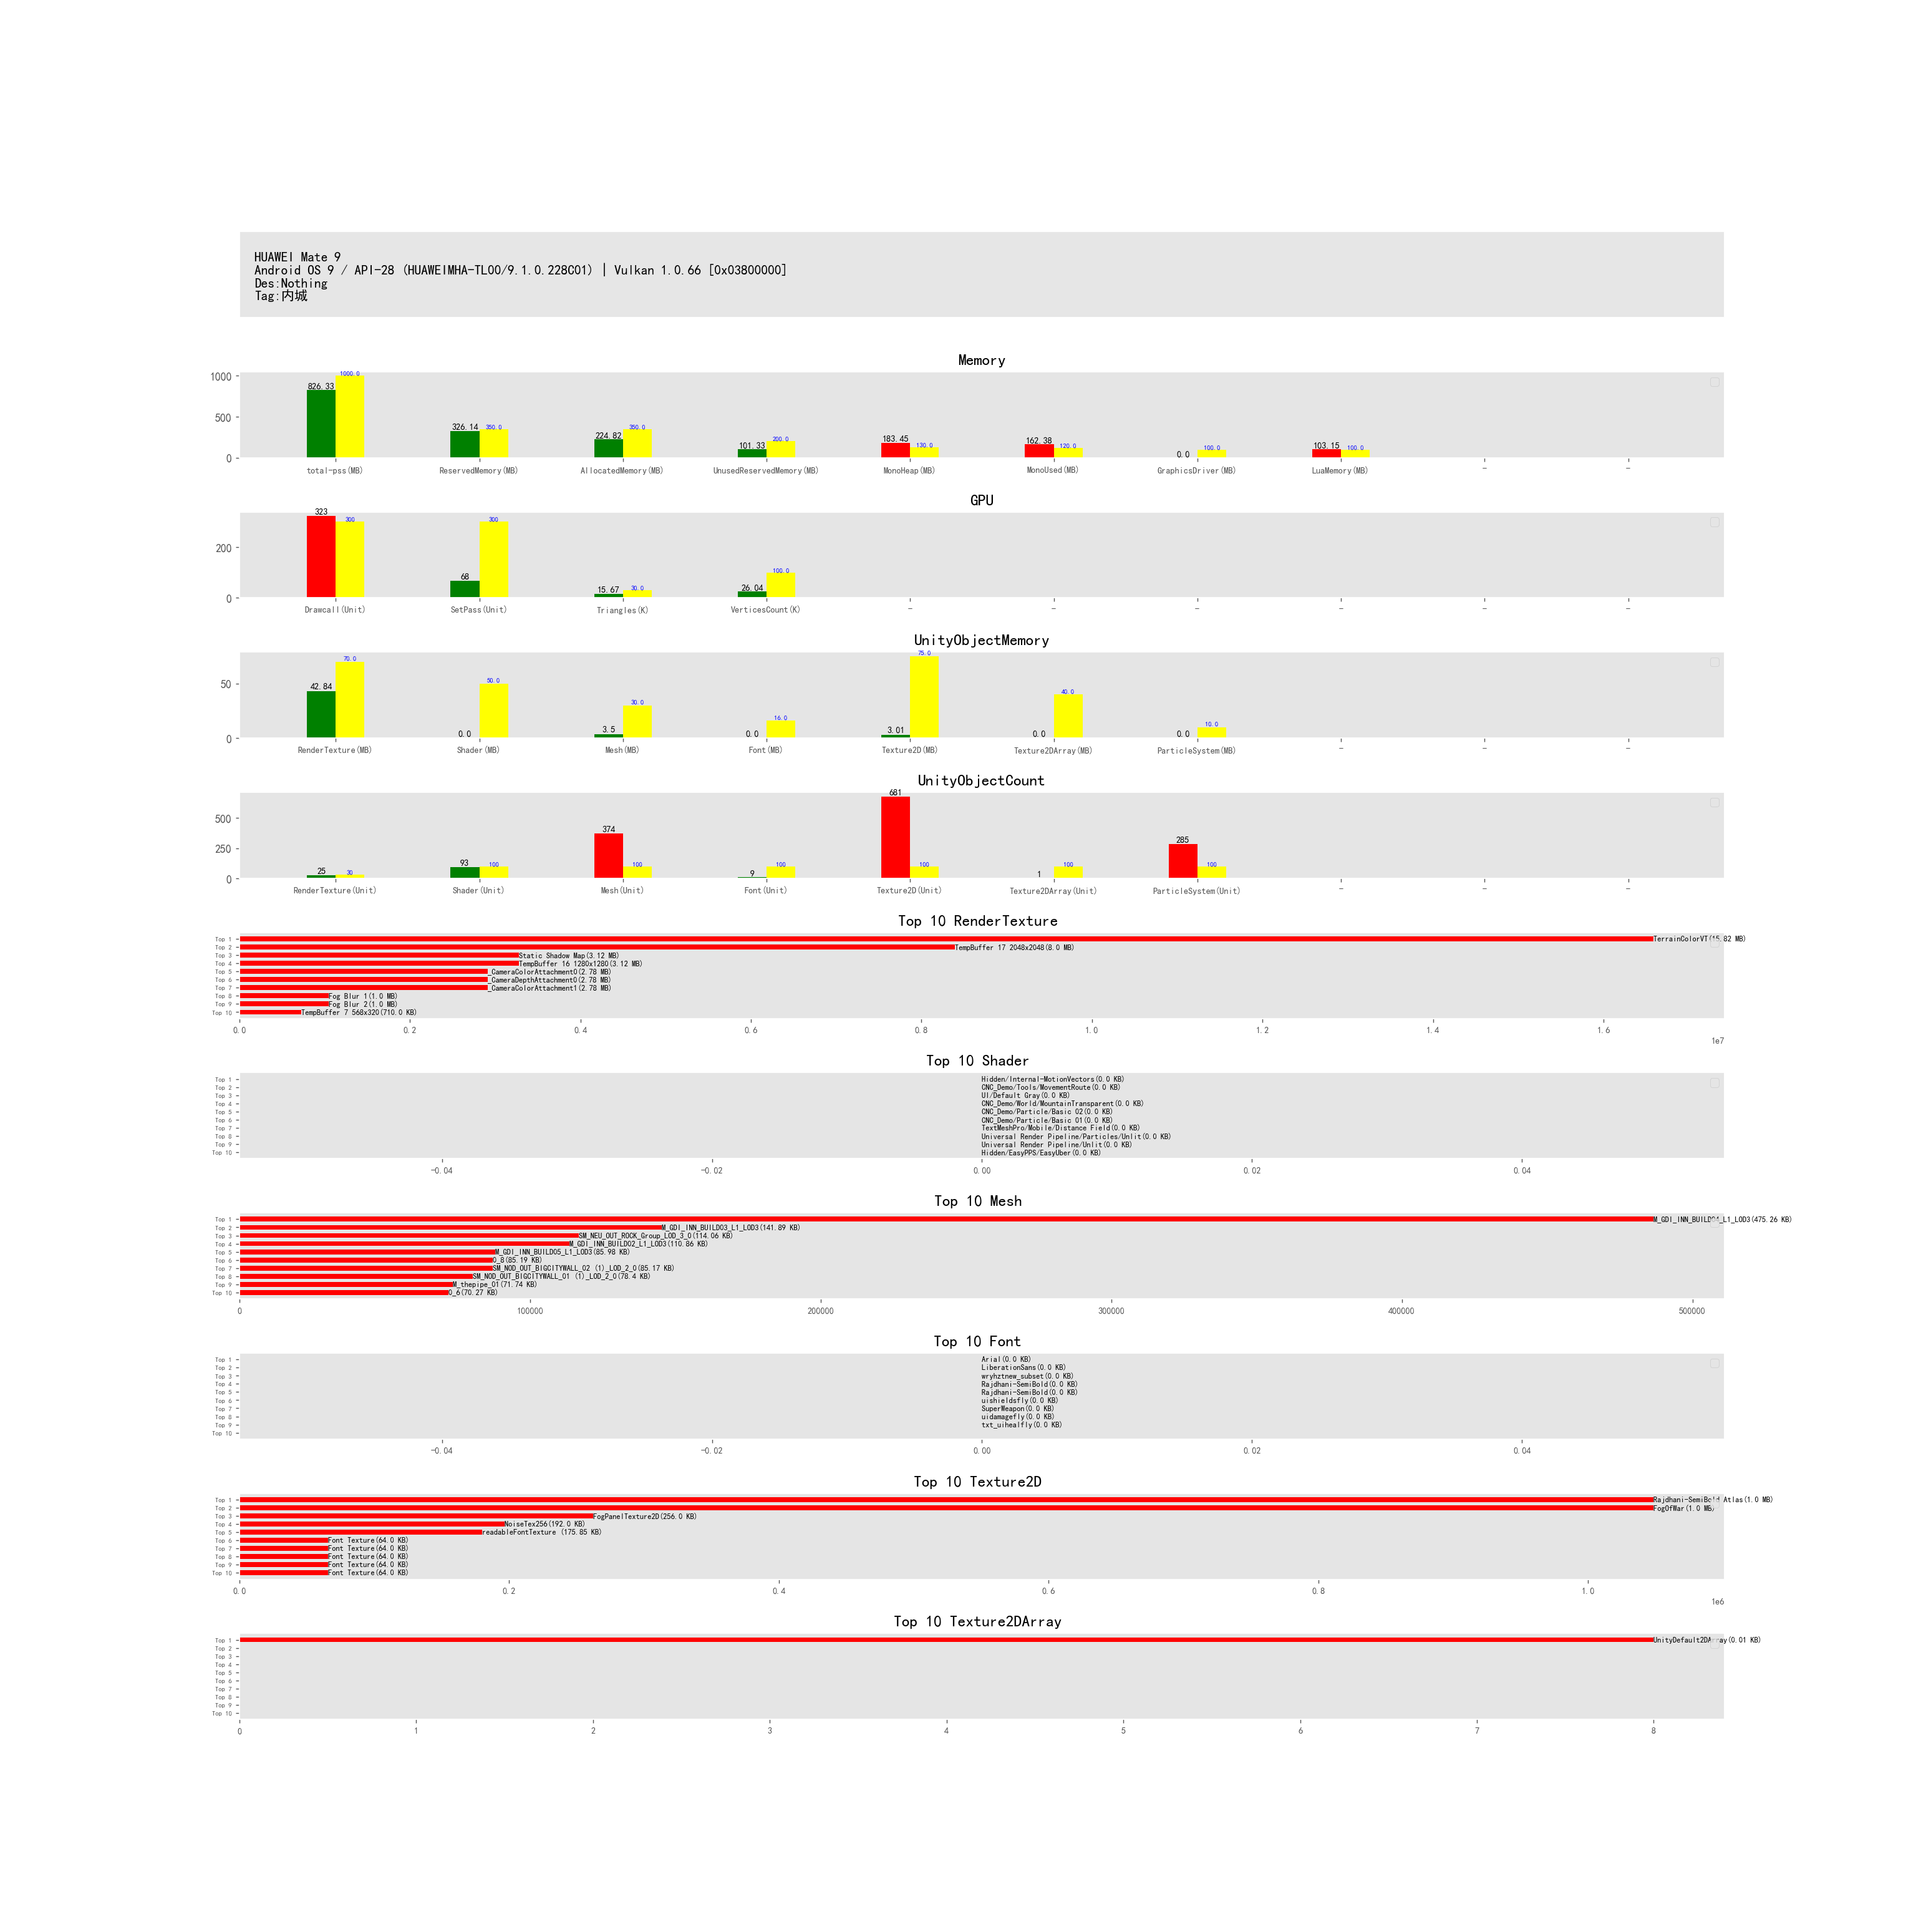 HUAWEI Mate 9
Android OS 9 / API-28 (HUAWEIMHA-TL00/9.1.0.228C01) | Vulkan 1.0.66 [0x03800000]
Des:Nothing
Tag:内城
Memory
1000
500
0
826.33 1000.0
326.14 350.0
224.82 350.0
101.33 200.0
183.45 130.0
162.38 120.0
0.0 100.0
103.15 100.0
total-pss(MB) ReservedMemory(MB) AllocatedMemory(MB) UnusedReservedMemory(MB) MonoHeap(MB) MonoUsed(MB) GraphicsDriver(MB) LuaMemory(MB) - -
GPU
200
0
323 300
68 300
15.67 30.0
26.04 100.0
Drawcall(Unit) SetPass(Unit) Triangles(K) VerticesCount(K) - - - - - -
UnityObjectMemory
50
0
42.84 70.0
0.0 50.0
3.5 30.0
0.0 16.0
3.01 75.0
0.0 40.0
0.0 10.0
RenderTexture(MB) Shader(MB) Mesh(MB) Font(MB) Texture2D(MB) Texture2DArray(MB) ParticleSystem(MB) - - -
UnityObjectCount
500
250
0
25 30
93 100
374 100
9 100
681 100
1 100
285 100
RenderTexture(Unit) Shader(Unit) Mesh(Unit) Font(Unit) Texture2D(Unit) Texture2DArray(Unit) ParticleSystem(Unit) - - -
Top 10 RenderTexture
Top 1 TerrainColorVT(15.82 MB)
Top 2 TempBuffer 17 2048x2048(8.0 MB)
Top 3 Static Shadow Map(3.12 MB)
Top 4 TempBuffer 16 1280x1280(3.12 MB)
Top 5 _CameraColorAttachment0(2.78 MB)
Top 6 _CameraDepthAttachment0(2.78 MB)
Top 7 _CameraColorAttachment1(2.78 MB)
Top 8 Fog Blur 1(1.0 MB)
Top 9 Fog Blur 2(1.0 MB)
Top 10 TempBuffer 7 568x320(710.0 KB)
0.0 0.2 0.4 0.6 0.8 1.0 1.2 1.4 1.6
1e7
Top 10 Shader
Top 1 Hidden/Internal-MotionVectors(0.0 KB)
Top 2 CNC_Demo/Tools/MovementRoute(0.0 KB)
Top 3 UI/Default Gray(0.0 KB)
Top 4 CNC_Demo/World/MountainTransparent(0.0 KB)
Top 5 CNC_Demo/Particle/Basic 02(0.0 KB)
Top 6 CNC_Demo/Particle/Basic 01(0.0 KB)
Top 7 TextMeshPro/Mobile/Distance Field(0.0 KB)
Top 8 Universal Render Pipeline/Particles/Unlit(0.0 KB)
Top 9 Universal Render Pipeline/Unlit(0.0 KB)
Top 10 Hidden/EasyPPS/EasyUber(0.0 KB)
-0.04 -0.02 0.00 0.02 0.04
Top 10 Mesh
Top 1 M_GDI_INN_BUILD04_L1_LOD3(475.26 KB)
Top 2 M_GDI_INN_BUILD03_L1_LOD3(141.89 KB)
Top 3 SM_NEU_OUT_ROCK_Group_LOD_3_0(114.06 KB)
Top 4 M_GDI_INN_BUILD02_L1_LOD3(110.86 KB)
Top 5 M_GDI_INN_BUILD05_L1_LOD3(85.98 KB)
Top 6 0_8(85.19 KB)
Top 7 SM_NOD_OUT_BIGCITYWALL_02 (1)_LOD_2_0(85.17 KB)
Top 8 SM_NOD_OUT_BIGCITYWALL_01 (1)_LOD_2_0(78.4 KB)
Top 9 M_thepipe_01(71.74 KB)
Top 10 0_6(70.27 KB)
0 100000 200000 300000 400000 500000
Top 10 Font
Top 1 Arial(0.0 KB)
Top 2 LiberationSans(0.0 KB)
Top 3 wryhztnew_subset(0.0 KB)
Top 4 Rajdhani-SemiBold(0.0 KB)
Top 5 Rajdhani-SemiBold(0.0 KB)
Top 6 uishieldsfly(0.0 KB)
Top 7 SuperWeapon(0.0 KB)
Top 8 uidamagefly(0.0 KB)
Top 9 txt_uihealfly(0.0 KB)
Top 10
-0.04 -0.02 0.00 0.02 0.04
Top 10 Texture2D
Top 1 Rajdhani-SemiBold Atlas(1.0 MB)
Top 2 FogOfWar(1.0 MB)
Top 3 FogPanelTexture2D(256.0 KB)
Top 4 NoiseTex256(192.0 KB)
Top 5 readableFontTexture (175.85 KB)
Top 6 Font Texture(64.0 KB)
Top 7 Font Texture(64.0 KB)
Top 8 Font Texture(64.0 KB)
Top 9 Font Texture(64.0 KB)
Top 10 Font Texture(64.0 KB)
0.0 0.2 0.4 0.6 0.8 1.0
1e6
Top 10 Texture2DArray
Top 1 UnityDefault2DArray(0.01 KB)
Top 2
Top 3
Top 4
Top 5
Top 6
Top 7
Top 8
Top 9
Top 10
0 1 2 3 4 5 6 7 8